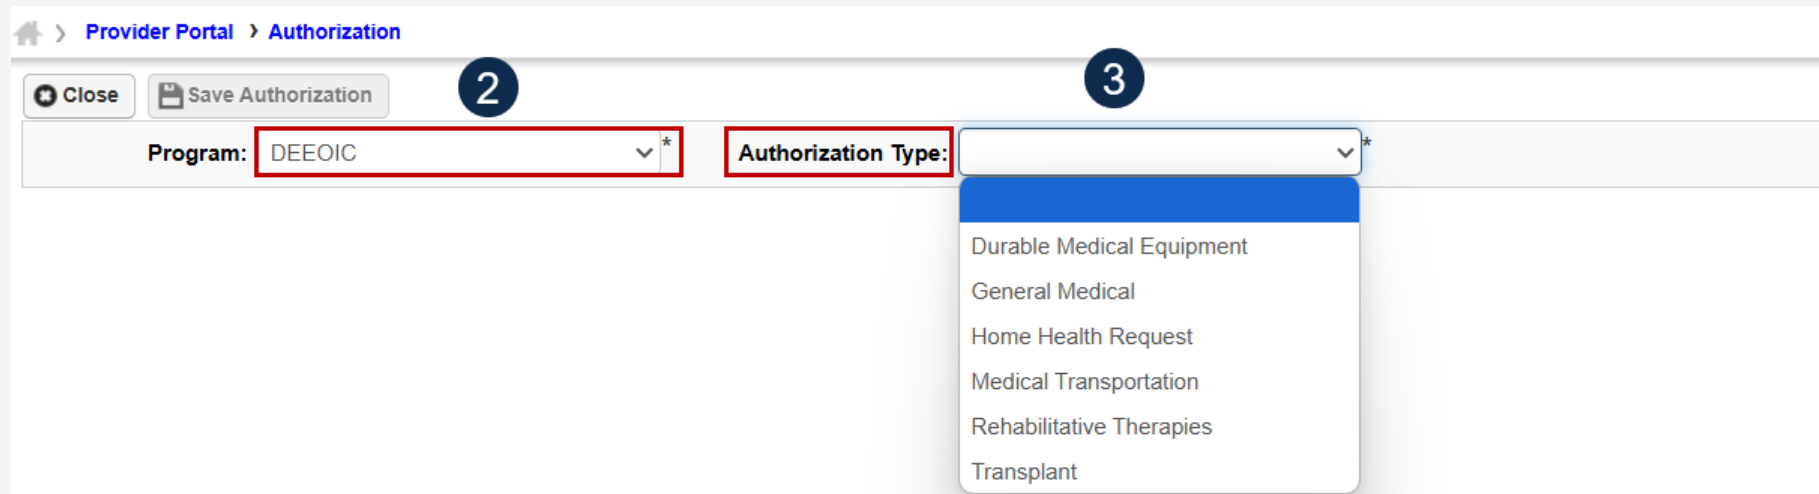 Provider Portal > Authorization
Close Save Authorization 2 3
Program: DEEOIC * Authorization Type: *
Durable Medical Equipment
General Medical
Home Health Request
Medical Transportation
Rehabilitative Therapies
Transplant